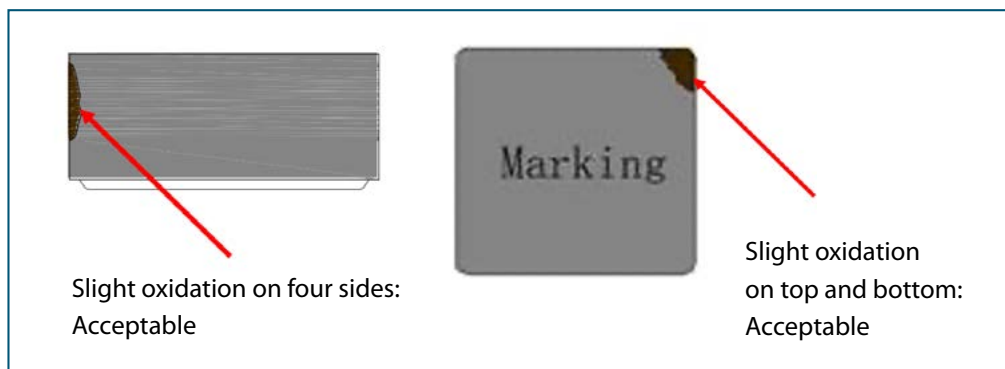 Marking
Slight oxidation on four sides:
Acceptable
Slight oxidation
on top and bottom:
Acceptable